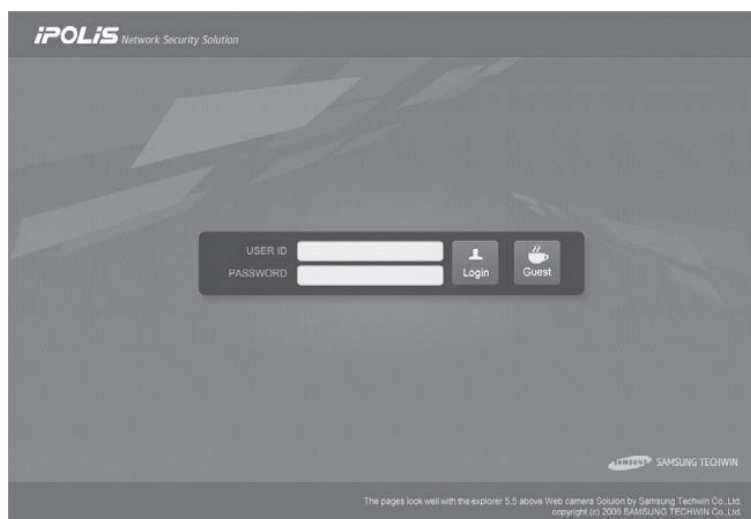 iPOLiS Network Security Solution
USER ID
PASSWORD
Login
Guest
SAMSUNG SAMSUNG TECHWIN
The pages look well with the explorer 5.5 above Web camera Soluion by Samsung Techwin Co.,Ltd.
copyright (c) 2009 SAMSUNG TECHWIN Co.,Ltd.